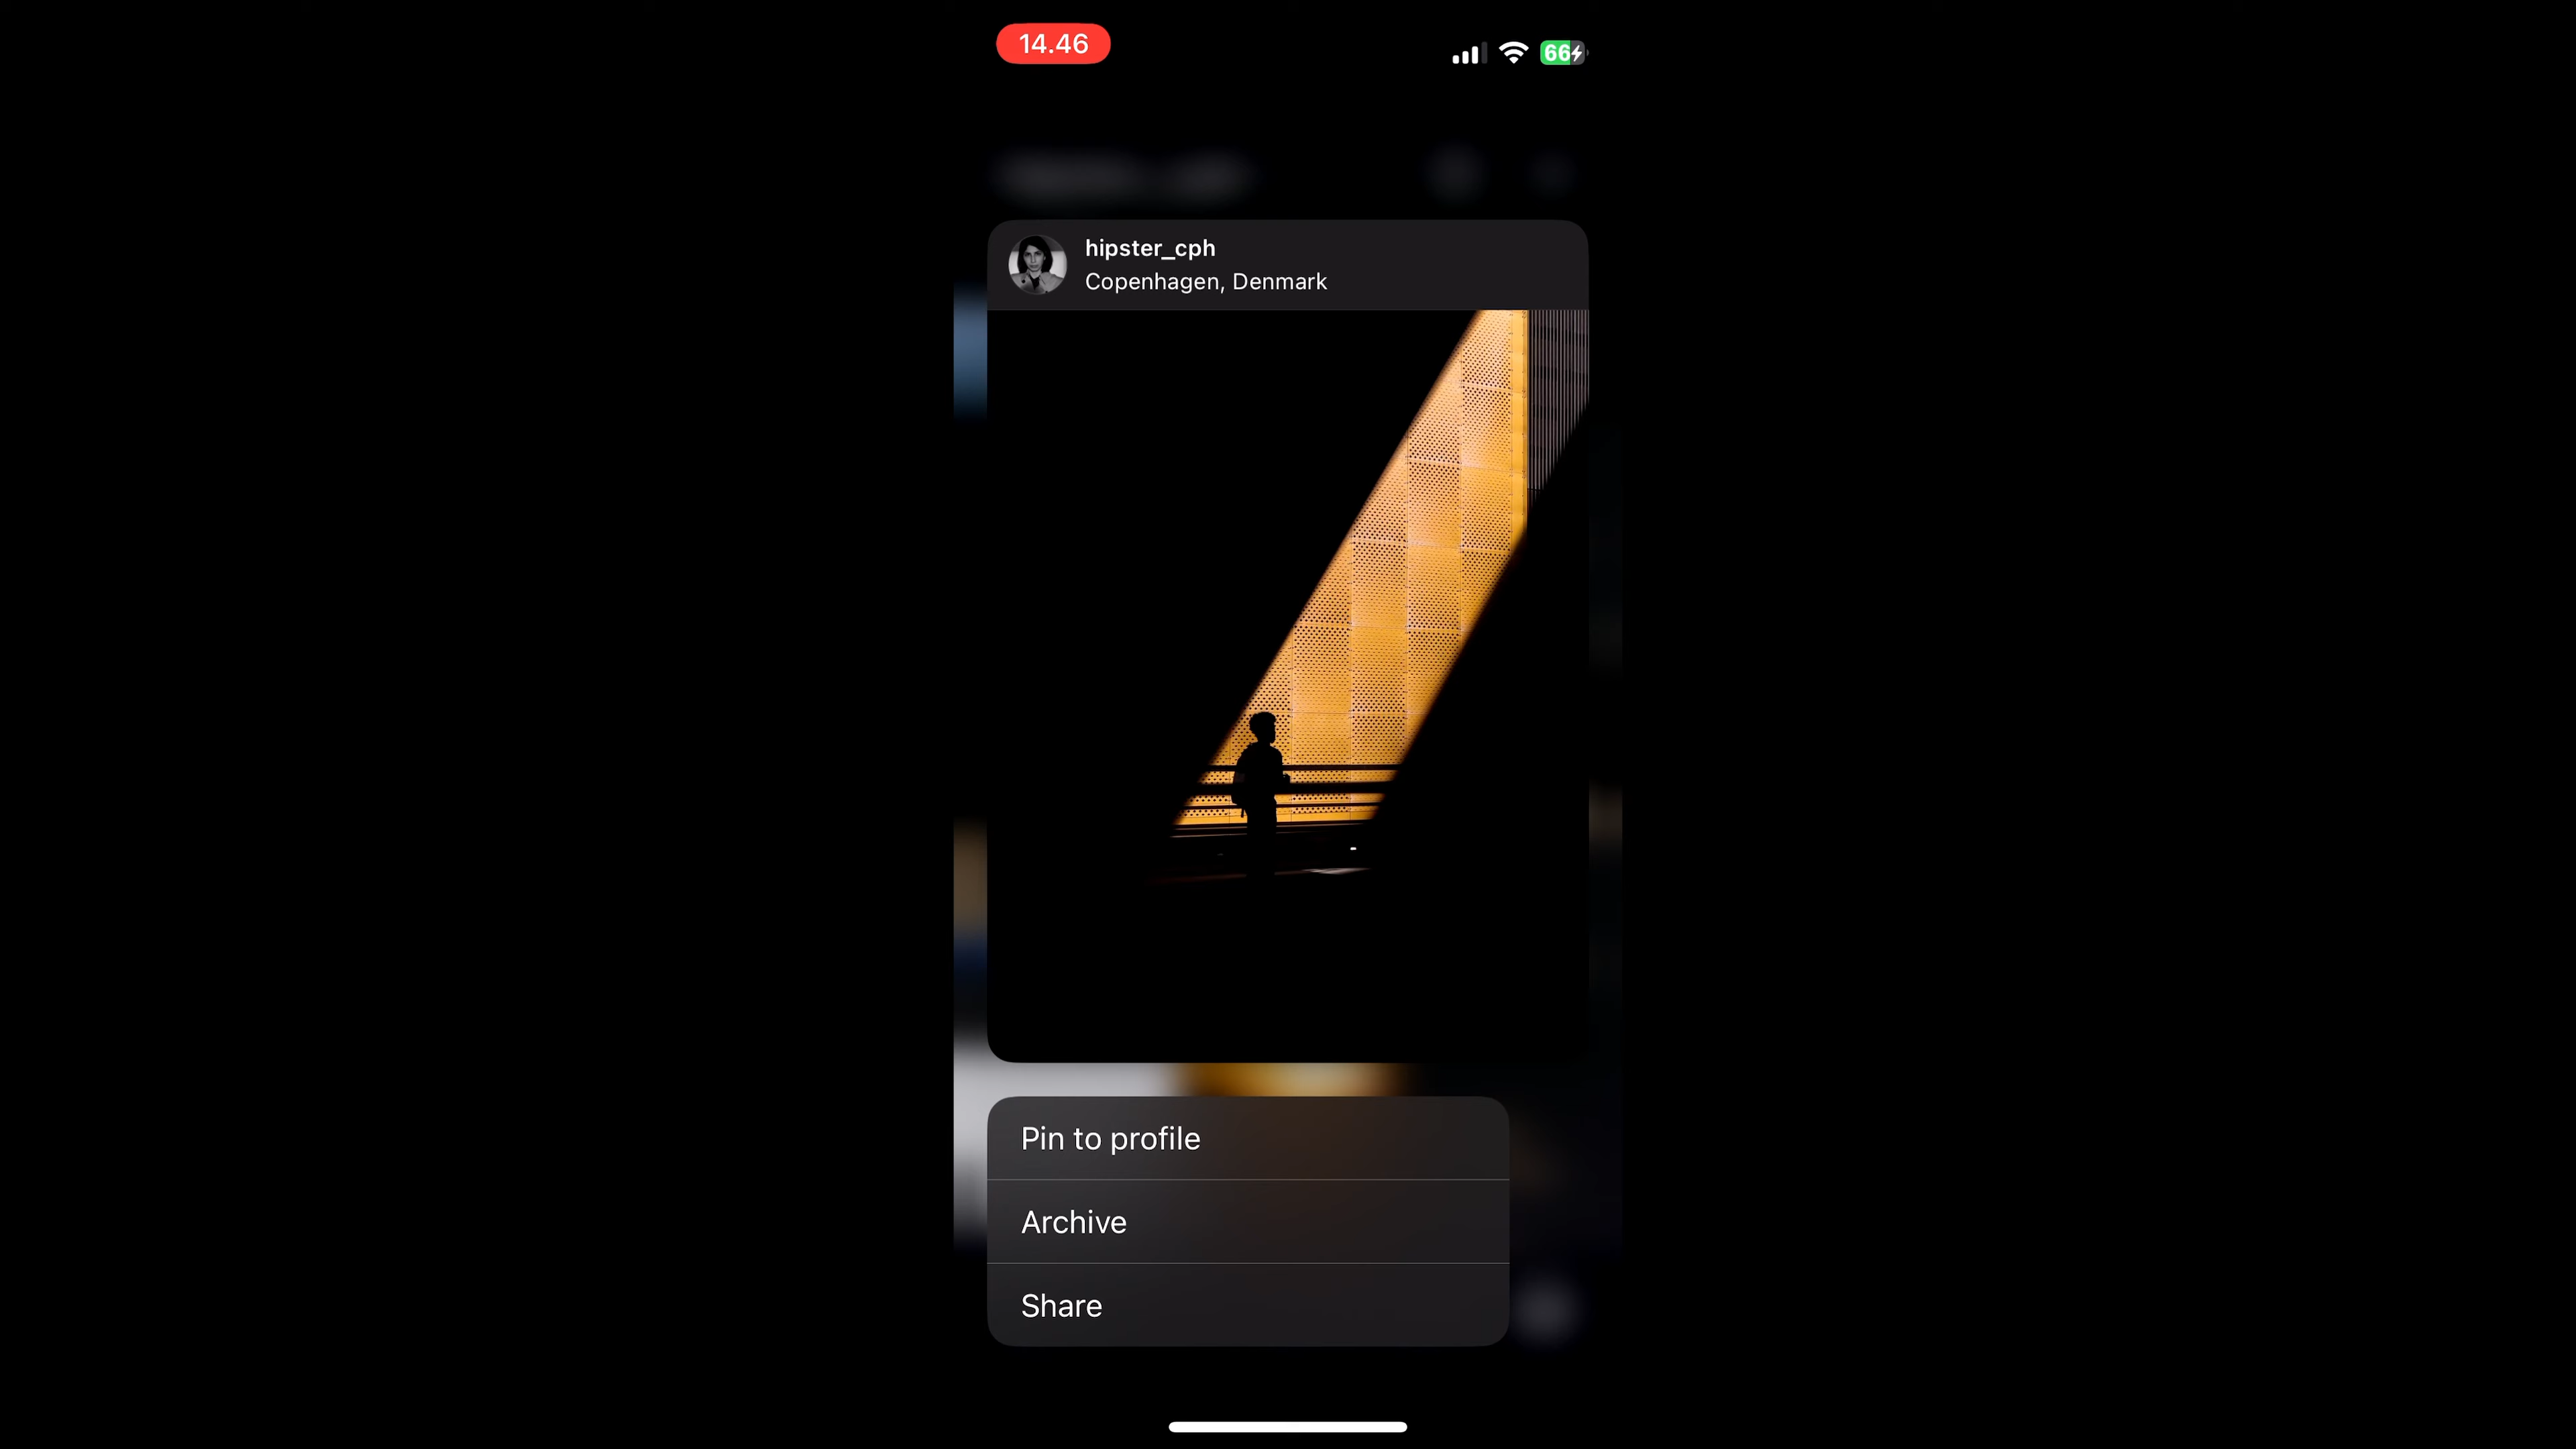 14.46
66
hipster_cph
Copenhagen, Denmark
Pin to profile
Archive
Share